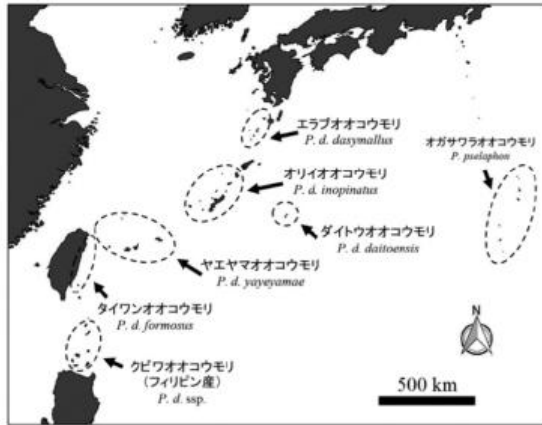 エラブオオコウモリ
P. d. dasymallus
オガサワラオオコウモリ
P. pselaphon
オリイオオコウモリ
P. d. inopinatus
ダイトウオオコウモリ
P. d. daitoensis
ヤエヤマオオコウモリ
P. d. yayeyamae
タイワンオオコウモリ
P. d. formosus
N
クビワオオコウモリ
(フィリピン産)
P. d. ssp.
500 km